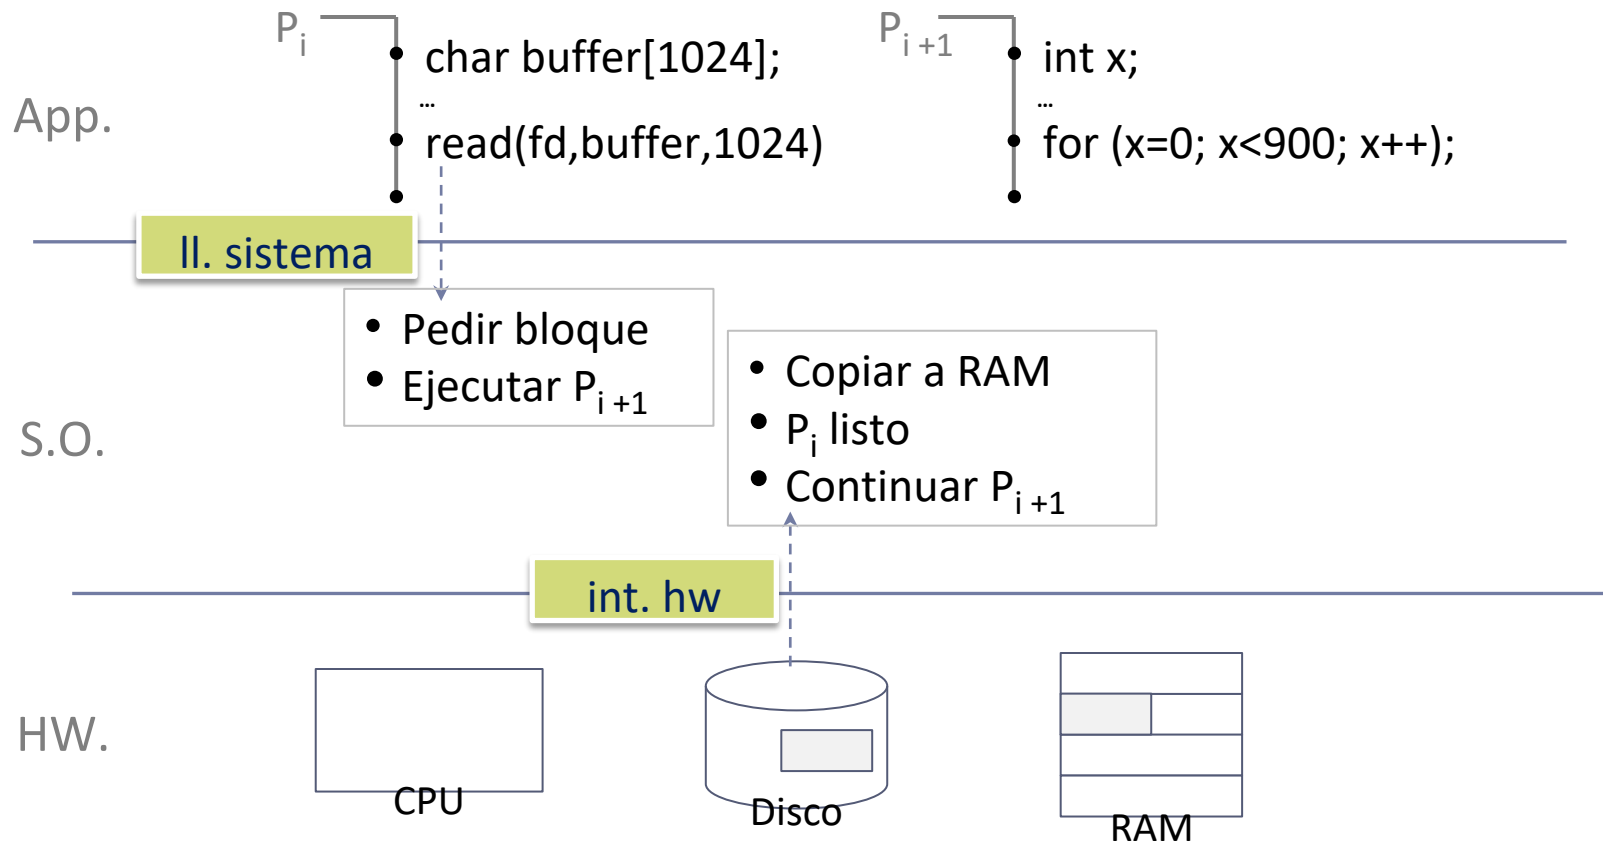 Pi
char buffer[1024];
...
read(fd,buffer,1024)
Pi +1
int x;
...
for (x=0; x<900; x++);
App.
ll. sistema
• Pedir bloque
• Ejecutar Pi +1
S.O.
• Copiar a RAM
• Pi listo
• Continuar Pi +1
int. hw
HW.
CPU
Disco
RAM